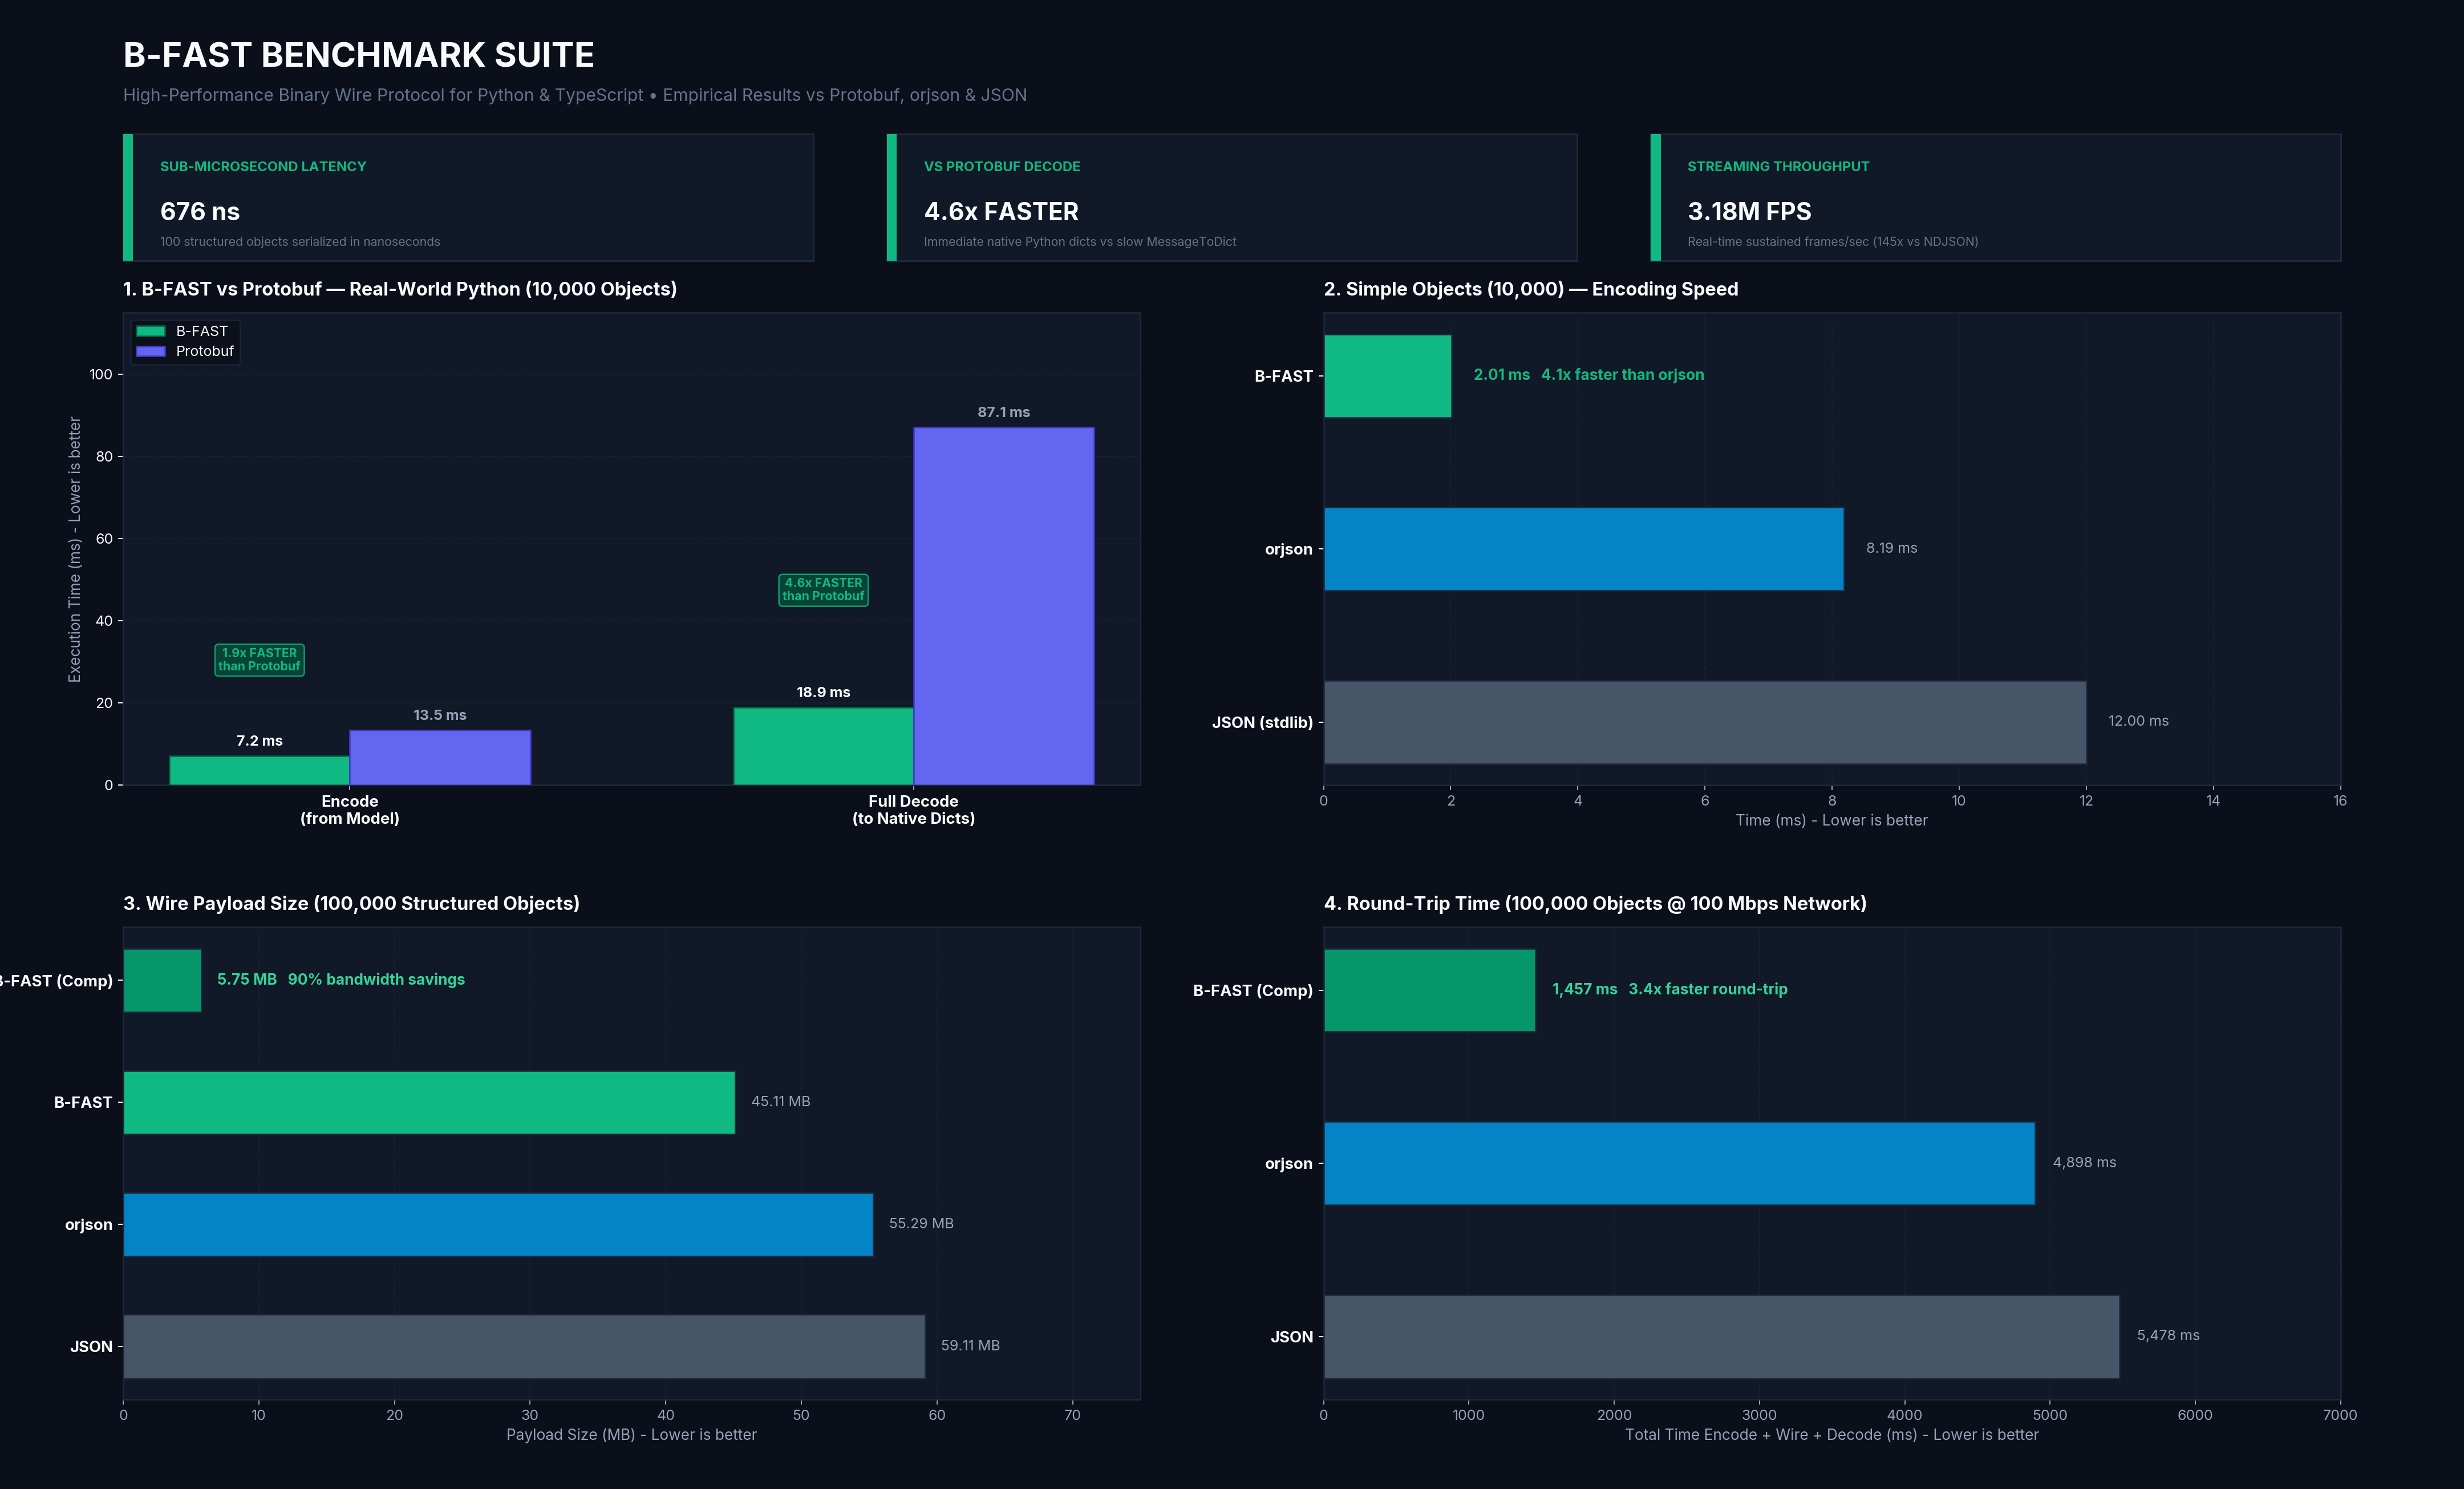 B-FAST BENCHMARK SUITE
High-Performance Binary Wire Protocol for Python & TypeScript • Empirical Results vs Protobuf, orjson & JSON
SUB-MICROSECOND LATENCY
676 ns
100 structured objects serialized in nanoseconds
VS PROTOBUF DECODE
4.6x FASTER
Immediate native Python dicts vs slow MessageToDict
STREAMING THROUGHPUT
3.18M FPS
Real-time sustained frames/sec (145x vs NDJSON)
1. B-FAST vs Protobuf — Real-World Python (10,000 Objects)
B-FAST
Protobuf
Execution Time (ms) - Lower is better
100
80
60
40
20
0
1.9x FASTER
than Protobuf
7.2 ms
13.5 ms
4.6x FASTER
than Protobuf
18.9 ms
87.1 ms
Encode
(from Model)
Full Decode
(to Native Dicts)
2. Simple Objects (10,000) — Encoding Speed
B-FAST
2.01 ms 4.1x faster than orjson
orjson
8.19 ms
JSON (stdlib)
12.00 ms
0 2 4 6 8 10 12 14 16
Time (ms) - Lower is better
3. Wire Payload Size (100,000 Structured Objects)
B-FAST (Comp)
5.75 MB 90% bandwidth savings
B-FAST
45.11 MB
orjson
55.29 MB
JSON
59.11 MB
0 10 20 30 40 50 60 70
Payload Size (MB) - Lower is better
4. Round-Trip Time (100,000 Objects @ 100 Mbps Network)
B-FAST (Comp)
1,457 ms 3.4x faster round-trip
orjson
4,898 ms
JSON
5,478 ms
0 1000 2000 3000 4000 5000 6000 7000
Total Time Encode + Wire + Decode (ms) - Lower is better